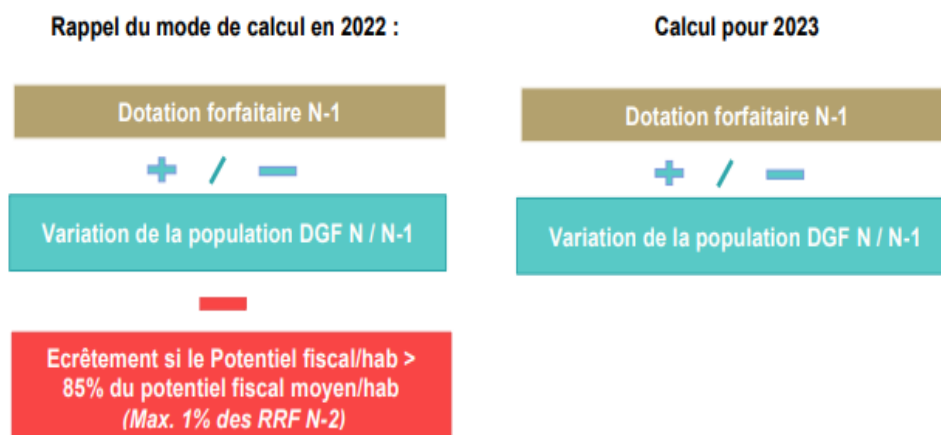 Rappel du mode de calcul en 2022 :
Dotation forfaitaire N-1
+ / -
Variation de la population DGF N / N-1
-
Ecrêtement si le Potentiel fiscal/hab >
85% du potentiel fiscal moyen/hab
(Max. 1% des RRF N-2)
Calcul pour 2023
Dotation forfaitaire N-1
+ / -
Variation de la population DGF N / N-1